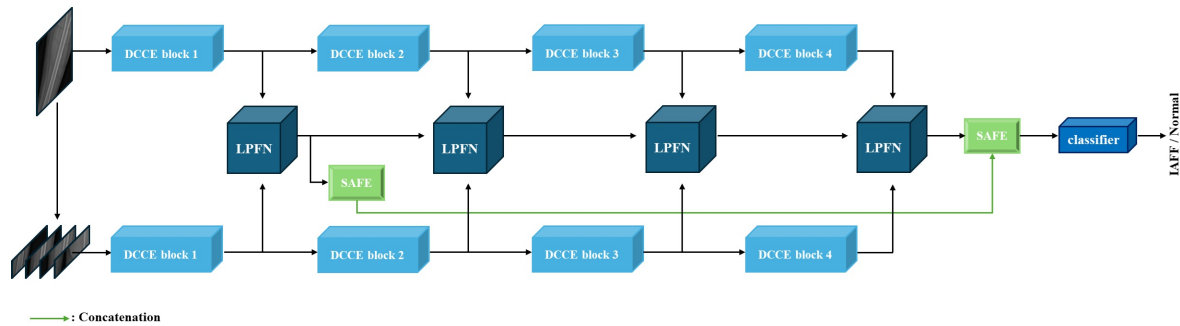 DCCE block 1
DCCE block 2
DCCE block 3
DCCE block 4
LPFN
LPFN
LPFN
LPFN
SAFE
SAFE
classifier
IAFF / Normal
DCCE block 1
DCCE block 2
DCCE block 3
DCCE block 4
: Concatenation